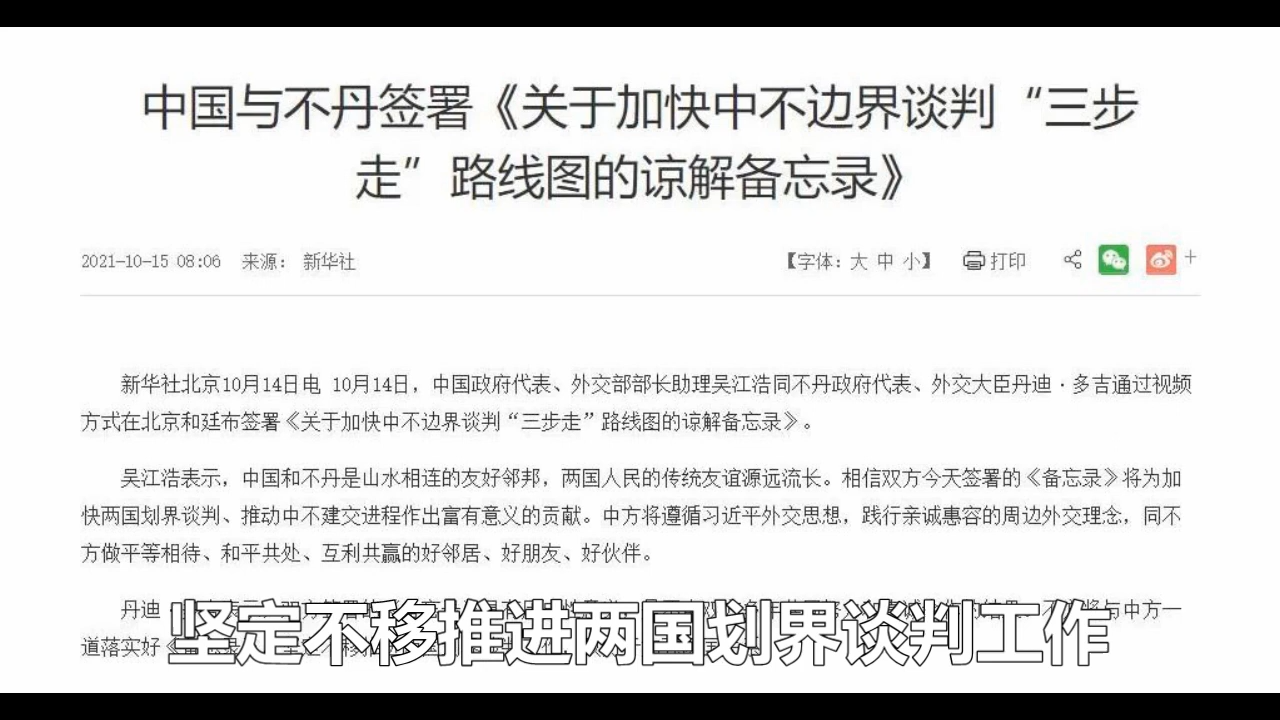 中国与不丹签署《关于加快中不边界谈判“三步
走”路线图的谅解备忘录》
2021-10-15 08:06 来源： 新华社 【字体：大 中 小】 打印
新华社北京10月14日电 10月14日，中国政府代表、外交部部长助理吴江浩同不丹政府代表、外交大臣丹迪·多吉通过视频
方式在北京和廷布签署《关于加快中不边界谈判“三步走”路线图的谅解备忘录》。
吴江浩表示，中国和不丹是山水相连的友好邻邦，两国人民的传统友谊源远流长。相信双方今天签署的《备忘录》将为加
快两国划界谈判、推动中不建交进程作出富有意义的贡献。中方将遵循习近平外交思想，践行亲诚惠容的周边外交理念，同不
方做平等相待、和平共处、互利共赢的好邻居、好朋友、好伙伴。
丹迪 将与中方一
道落实好
坚定不移推进两国划界谈判工作